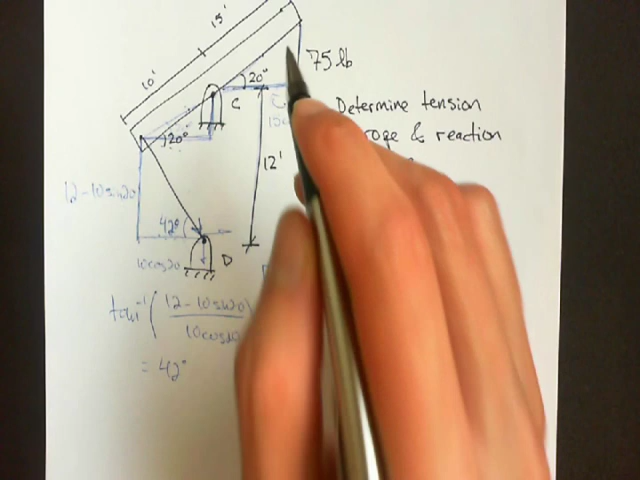 15'
10'
75 lb
20°
C
Determine tension
20°
& reaction
12'
12-10sin20
42°
D
10cos20
tan⁻¹ ( 12-10sin20
10cos20
= 42°